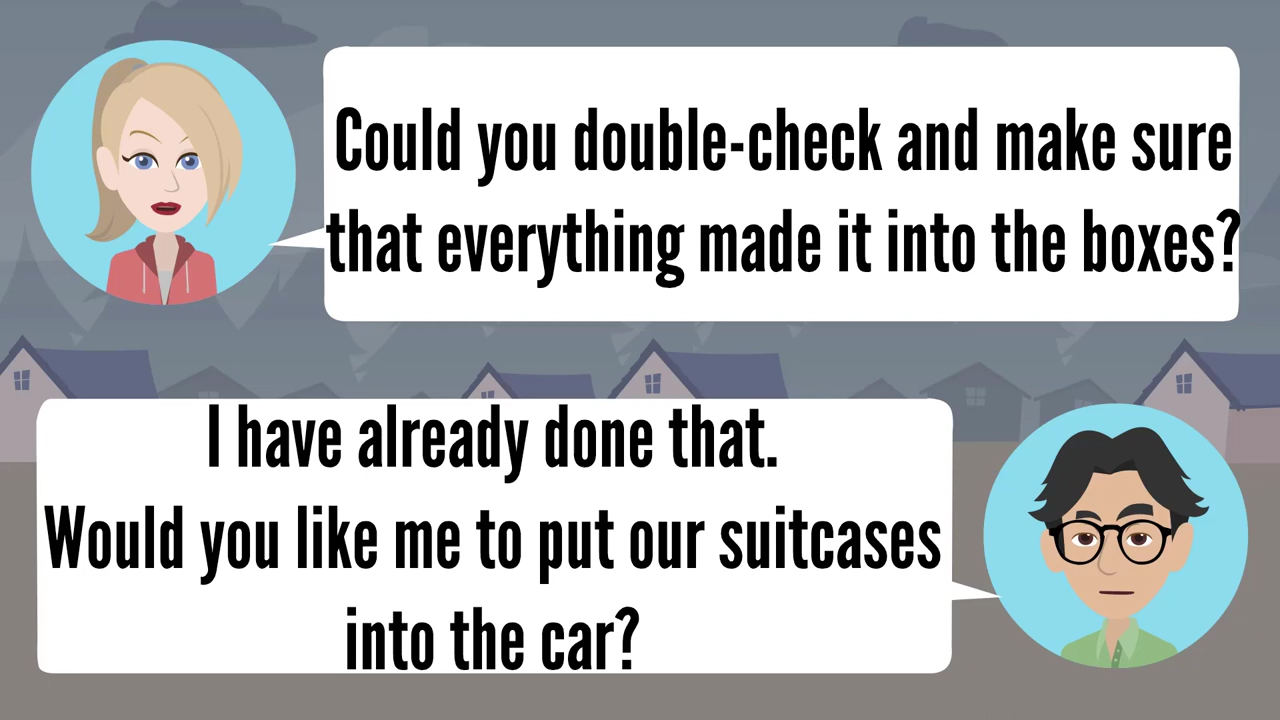 Could you double-check and make sure
that everything made it into the boxes?
I have already done that.
Would you like me to put our suitcases
into the car?